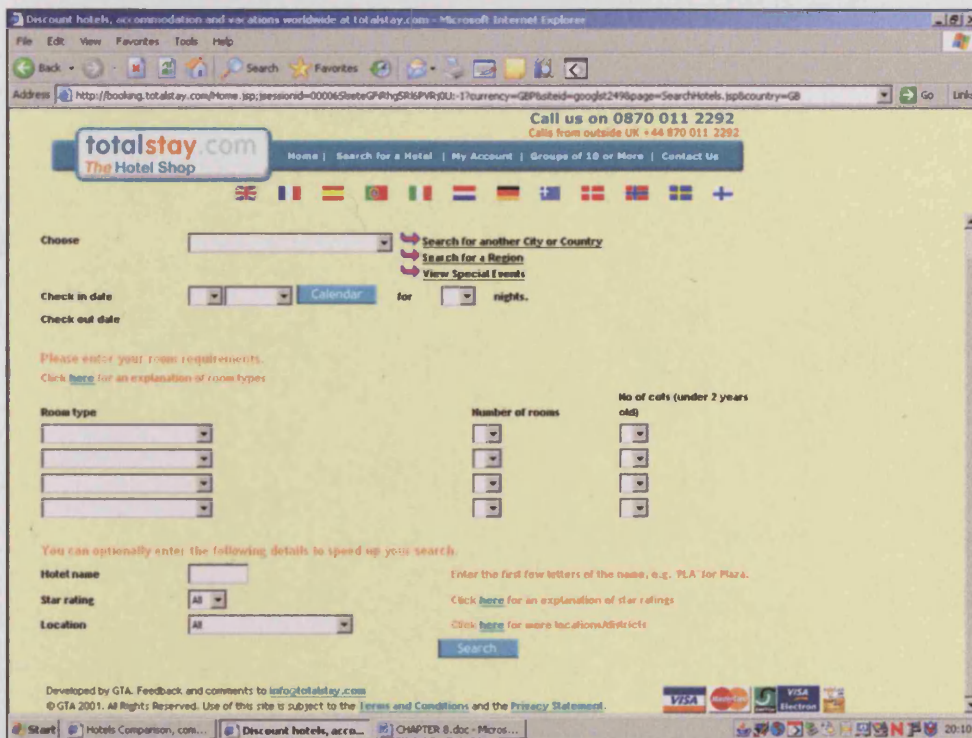 Discount hotels, accommodation and vacations worldwide at totalstay.com - Microsoft Internet Explorer
File Edit View Favorites Tools Help
Back Search Favorites
Address http://booking.totalstay.com/Home.jsp;
Go Links
Call us on 0870 011 2292
Calls from outside UK +44 870 011 2292
totalstay.com
The Hotel Shop
Home | Search for a Hotel | My Account | Groups of 10 or More | Contact Us
Choose
Search for another City or Country
Search for a Region
View Special Events
Check in date Calendar for nights.
Check out date
Please enter your room requirements.
Click here for an explanation of room types
Room type Number of rooms No of cots (under 2 years old)
You can optionally enter the following details to speed up your search.
Hotel name Enter the first few letters of the name, e.g. 'PLA' for Plaza.
Star rating All Click here for an explanation of star ratings
Location All Click here for more locations/districts
Search
Developed by GTA. Feedback and comments to info@totalstay.com
© GTA 2001. All Rights Reserved. Use of this site is subject to the Terms and Conditions and the Privacy Statement.
VISA MasterCard VISA Electron
Start Hotels Comparison, com... Discount hotels, acco... CHAPTER 8.doc - Micros... 20:10